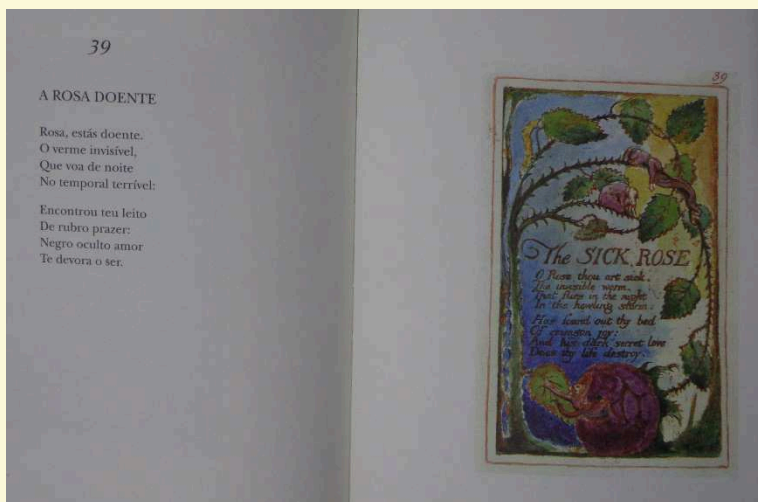 39
A ROSA DOENTE
Rosa, estás doente.
O verme invisível,
Que voa de noite
No temporal terrível:
Encontrou teu leito
De rubro prazer:
Negro oculto amor
Te devora o ser.
39
The SICK ROSE
O Rose thou art sick.
The invisible worm.
That flies in the night
In the howling storm:
Has found out thy bed
Of crimson joy:
And his dark secret love
Does thy life destroy.